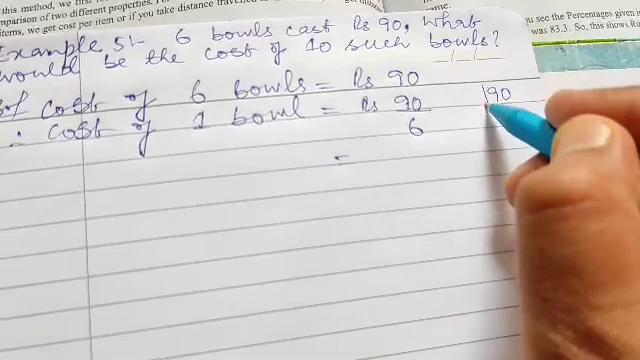 this method, we first
comparison of two different properties. For
items, we get cost per item or if you take distance travelled
you see the Percentages given
was 83.3. So, this shows Ru
Example 5:- 6 bowls cost Rs 90, What
would be the cost of 10 such bowls?
cost of 6 bowls = Rs 90
∴ cost of 1 bowl = Rs 90
6
=
90